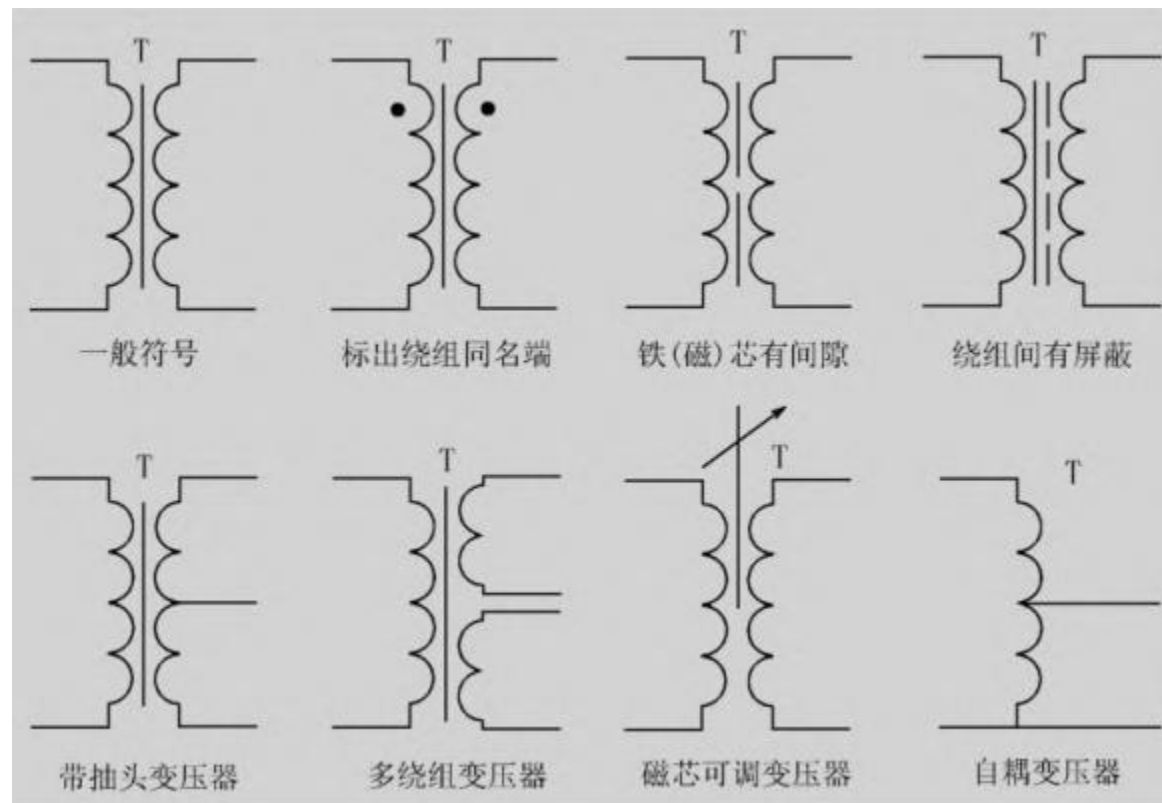 T T T T
一般符号 标出绕组同名端 铁(磁)芯有间隙 绕组间有屏蔽
T T T T
带抽头变压器 多绕组变压器 磁芯可调变压器 自耦变压器